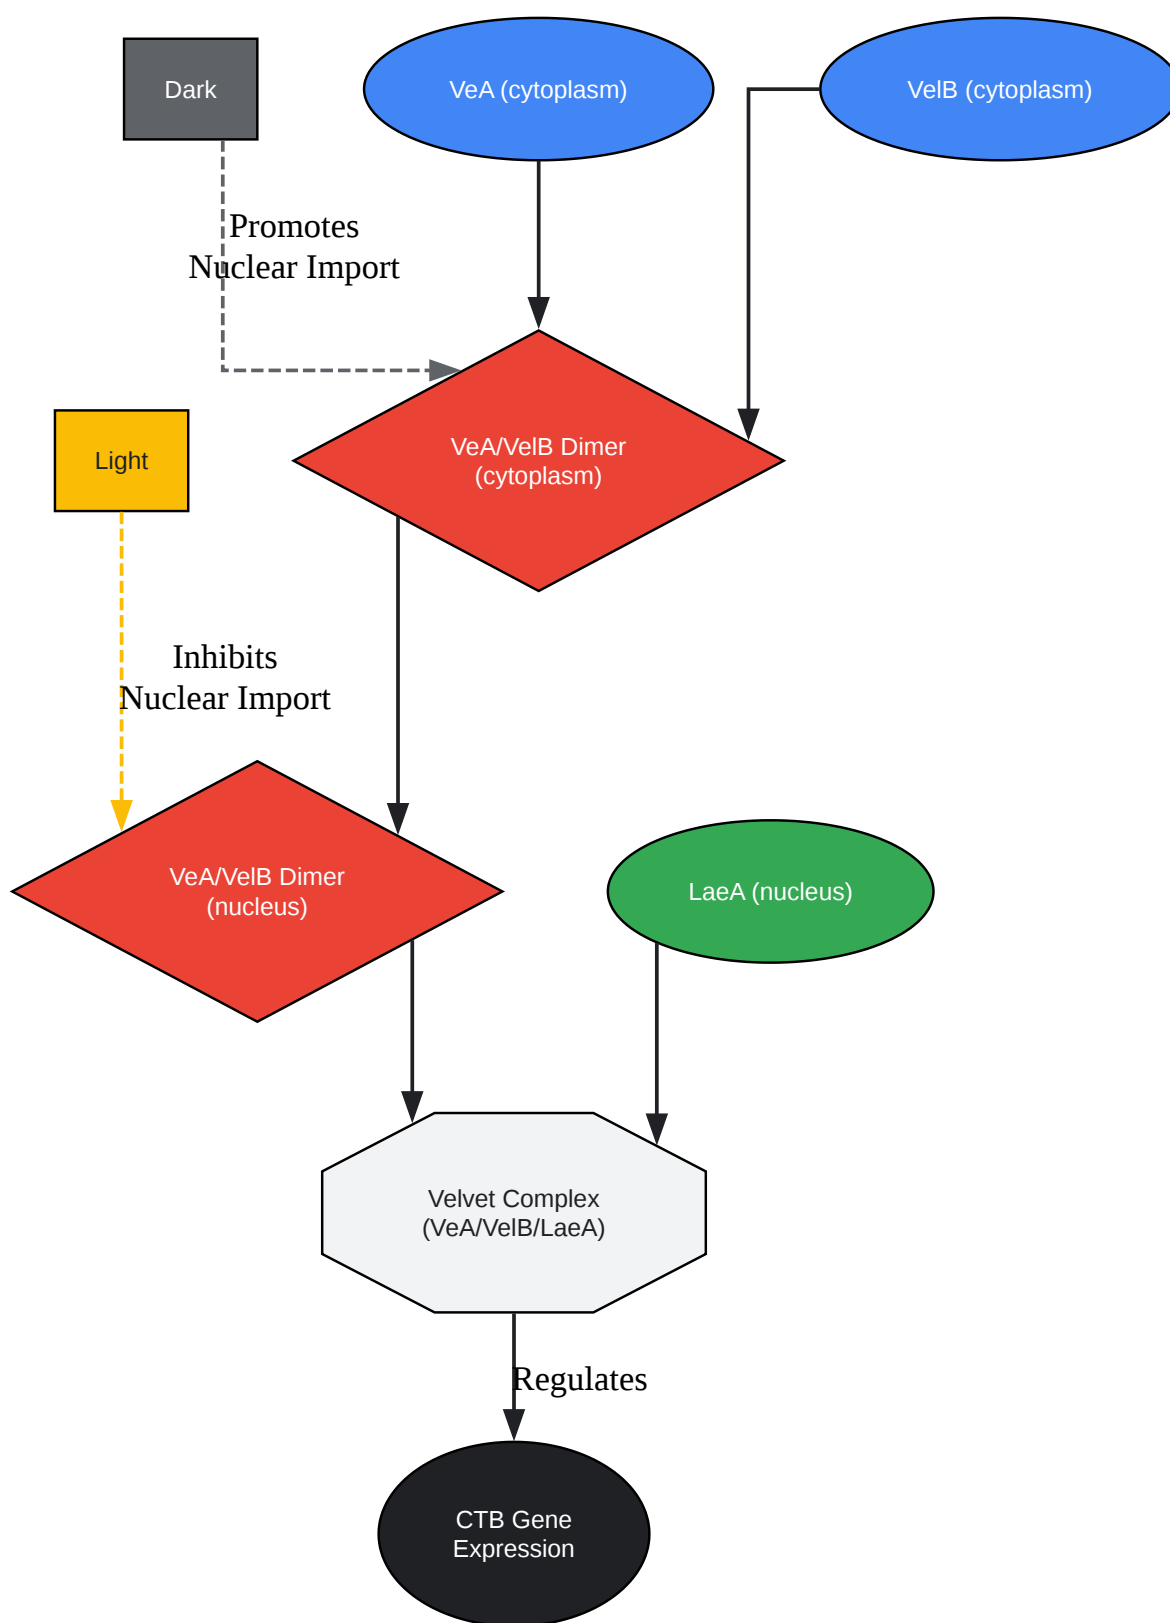 Dark
VeA (cytoplasm)
VelB (cytoplasm)
Promotes
Nuclear Import
VeA/VelB Dimer
(cytoplasm)
Light
Inhibits
Nuclear Import
VeA/VelB Dimer
(nucleus)
LaeA (nucleus)
Velvet Complex
(VeA/VelB/LaeA)
Regulates
CTB Gene
Expression